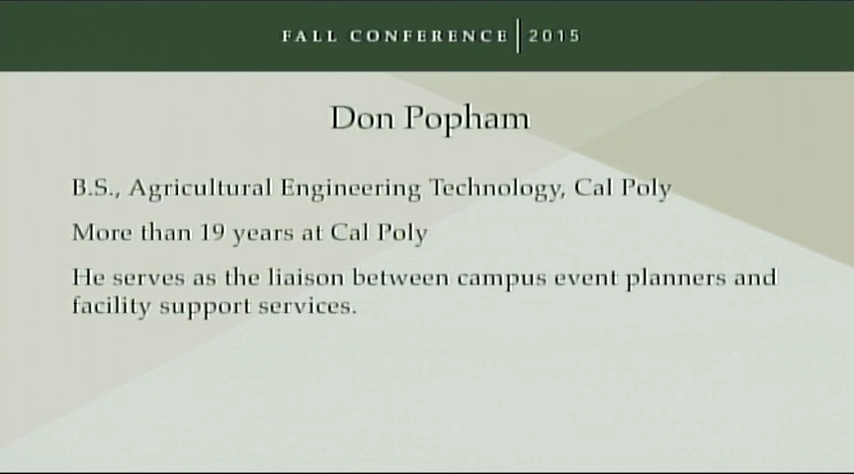 FALL CONFERENCE | 2015
Don Popham
B.S., Agricultural Engineering Technology, Cal Poly
More than 19 years at Cal Poly
He serves as the liaison between campus event planners and
facility support services.